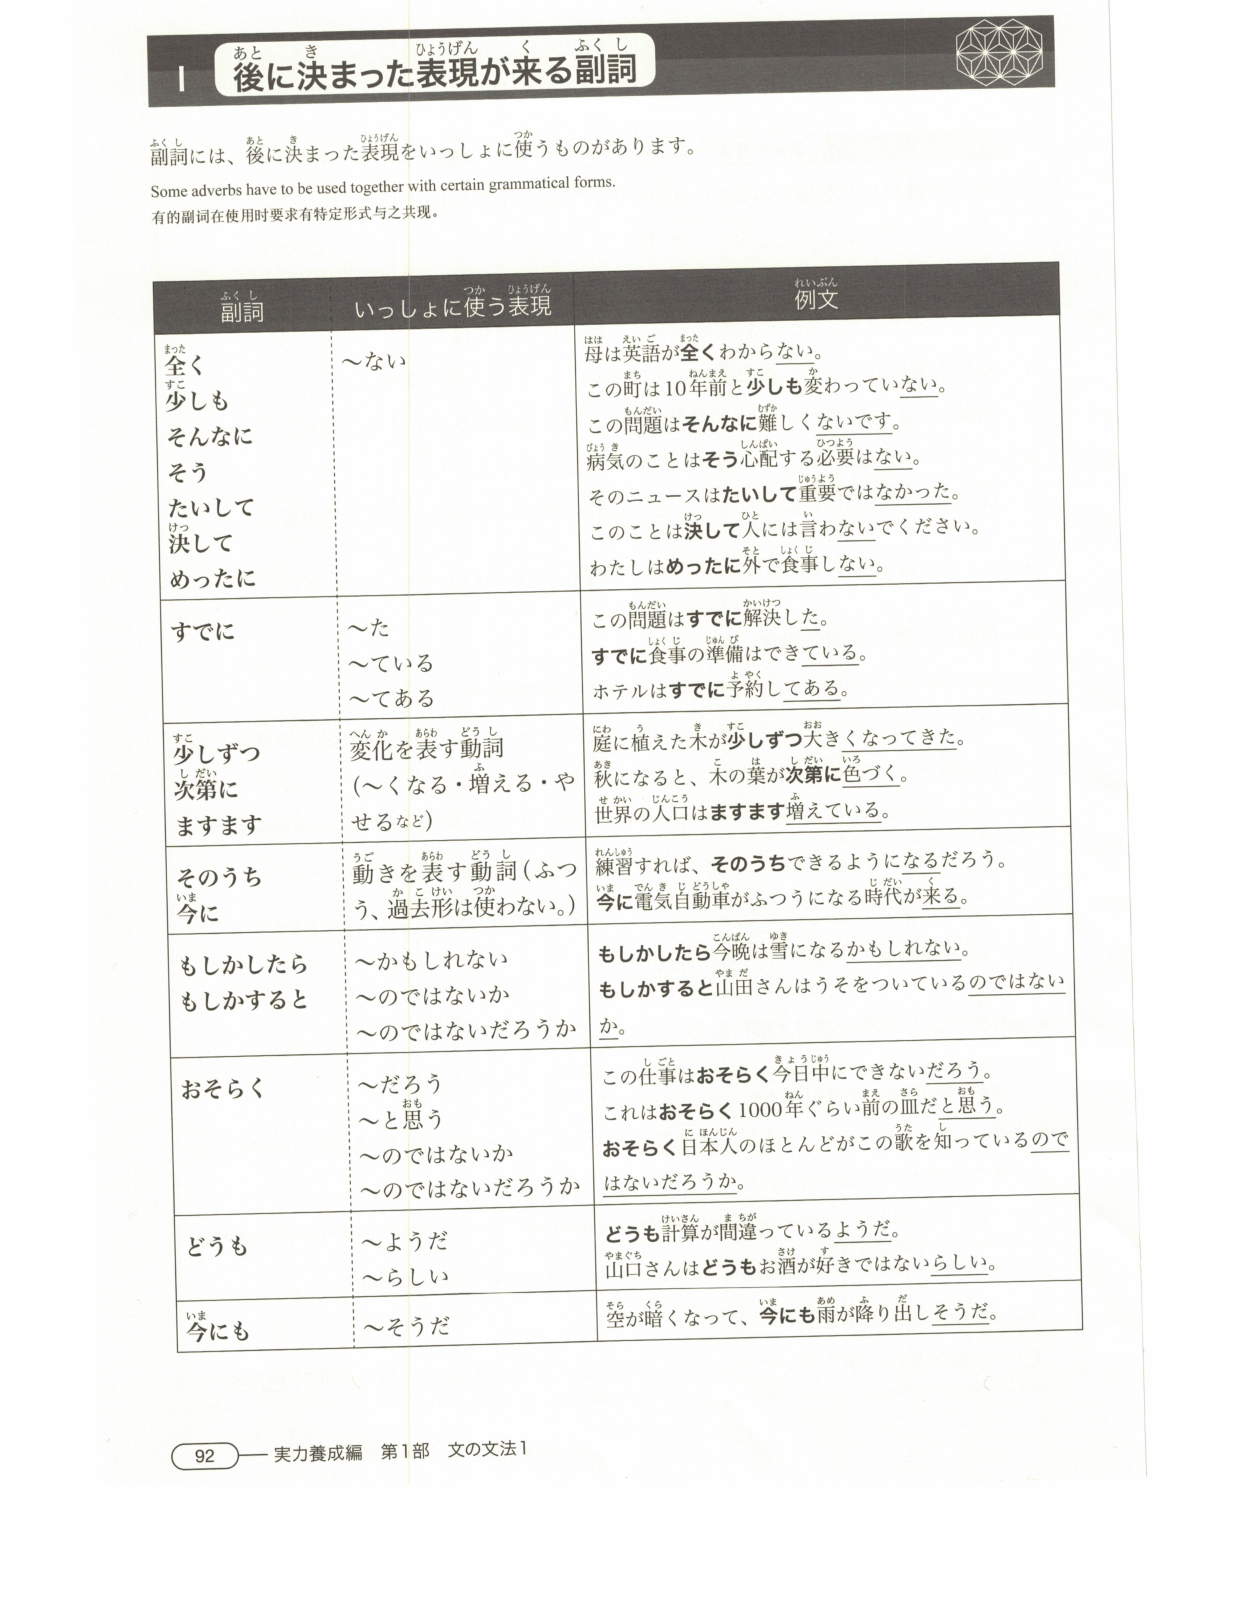 I 後に決まった表現が来る副詞
副詞には、後に決まった表現をいっしょに使うものがあります。
Some adverbs have to be used together with certain grammatical forms.
有的副词在使用时要求有特定形式与之共现。
副詞 いっしょに使う表現 例文
全く
少しも
そんなに
そう
たいして
決して
めったに
～ない
母は英語が全くわからない。
この町は10年前と少しも変わっていない。
この問題はそんなに難しくないです。
病気のことはそう心配する必要はない。
そのニュースはたいして重要ではなかった。
このことは決して人には言わないでください。
わたしはめったに外で食事しない。
すでに
～た
～ている
～てある
この問題はすでに解決した。
すでに食事の準備はできている。
ホテルはすでに予約してある。
少しずつ
次第に
ますます
変化を表す動詞
(～くなる・増える・や
せるなど)
庭に植えた木が少しずつ大きくなってきた。
秋になると、木の葉が次第に色づく。
世界の人口はますます増えている。
そのうち
今に
動きを表す動詞(ふつ
う、過去形は使わない。)
練習すれば、そのうちできるようになるだろう。
今に電気自動車がふつうになる時代が来る。
もしかしたら
もしかすると
～かもしれない
～のではないか
～のではないだろうか
もしかしたら今晩は雪になるかもしれない。
もしかすると山田さんはうそをついているのではない
か。
おそらく
～だろう
～と思う
～のではないか
～のではないだろうか
この仕事はおそらく今日中にできないだろう。
これはおそらく1000年ぐらい前の皿だと思う。
おそらく日本人のほとんどがこの歌を知っているので
はないだろうか。
どうも
～ようだ
～らしい
どうも計算が間違っているようだ。
山口さんはどうもお酒が好きではないらしい。
今にも
～そうだ
空が暗くなって、今にも雨が降り出しそうだ。
92 実力養成編 第1部 文の文法1